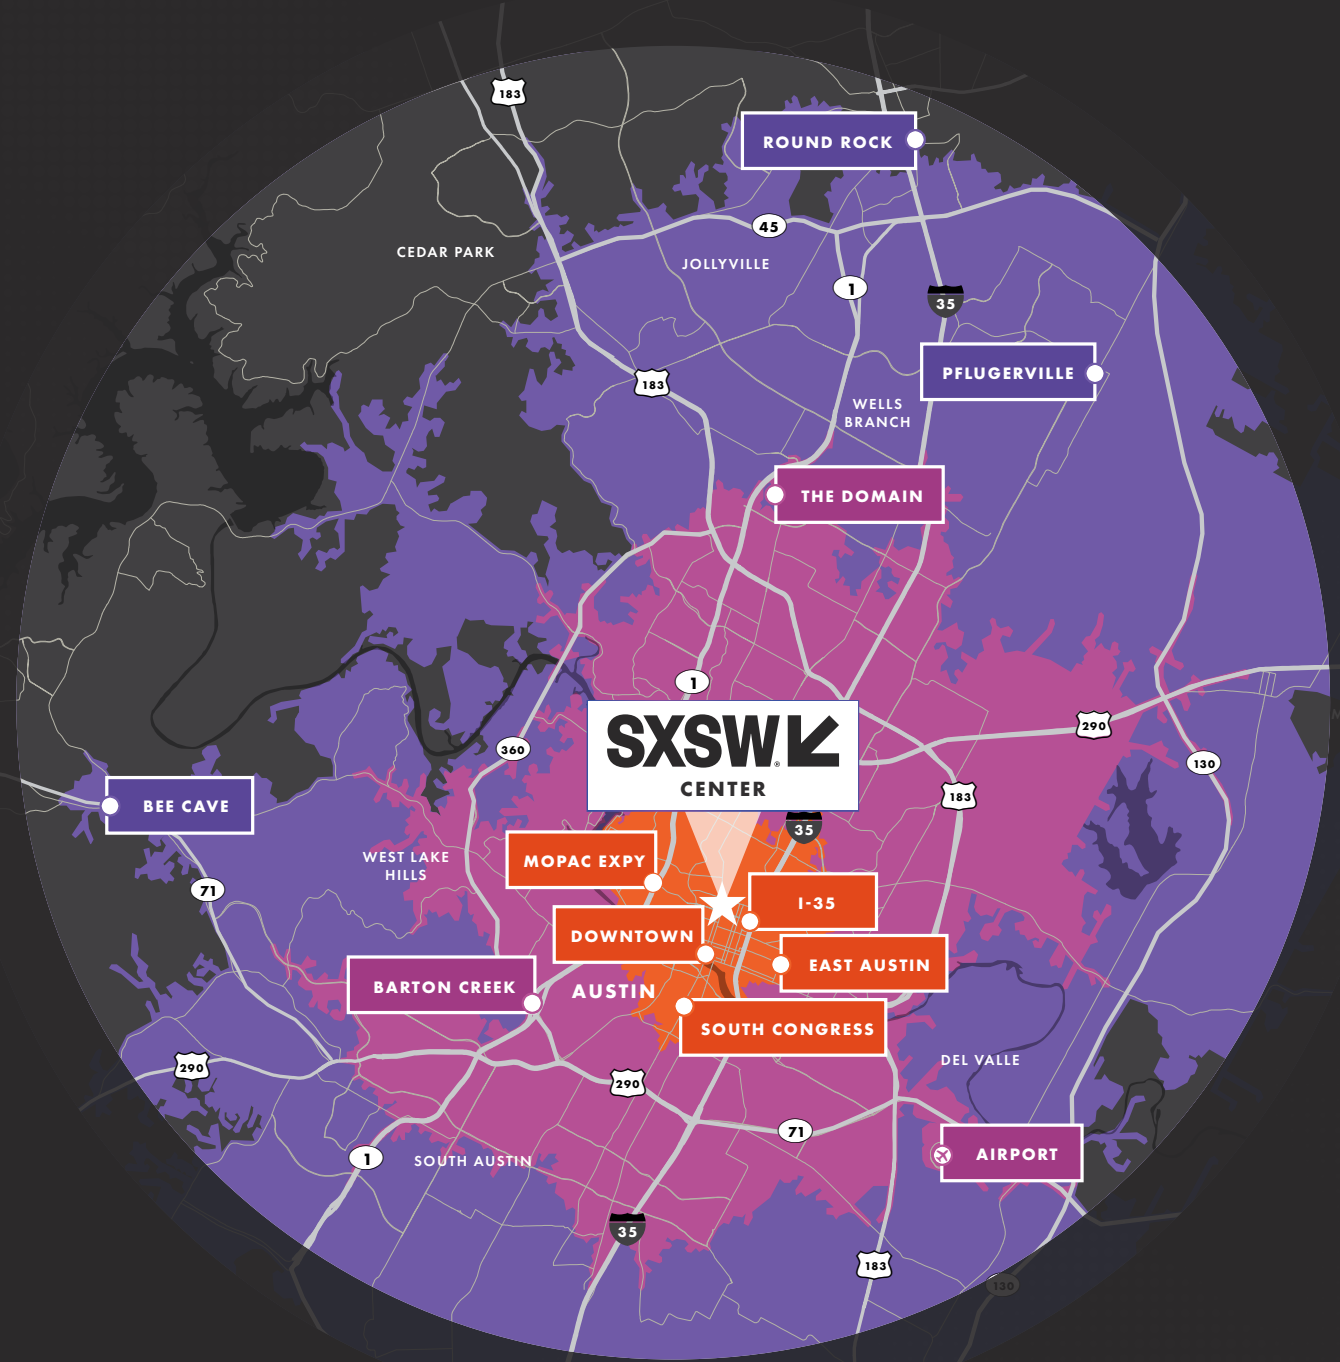 183
ROUND ROCK
45
CEDAR PARK
JOLLYVILLE
1
35
PFLUGERVILLE
183
WELLS
BRANCH
THE DOMAIN
1
290
SXSW
CENTER
360
130
183
BEE CAVE
35
MOPAC EXPY
WEST LAKE
HILLS
71
I-35
DOWNTOWN
EAST AUSTIN
BARTON CREEK
AUSTIN
SOUTH CONGRESS
290
DEL VALLE
290
71
1
SOUTH AUSTIN
AIRPORT
35
183
130